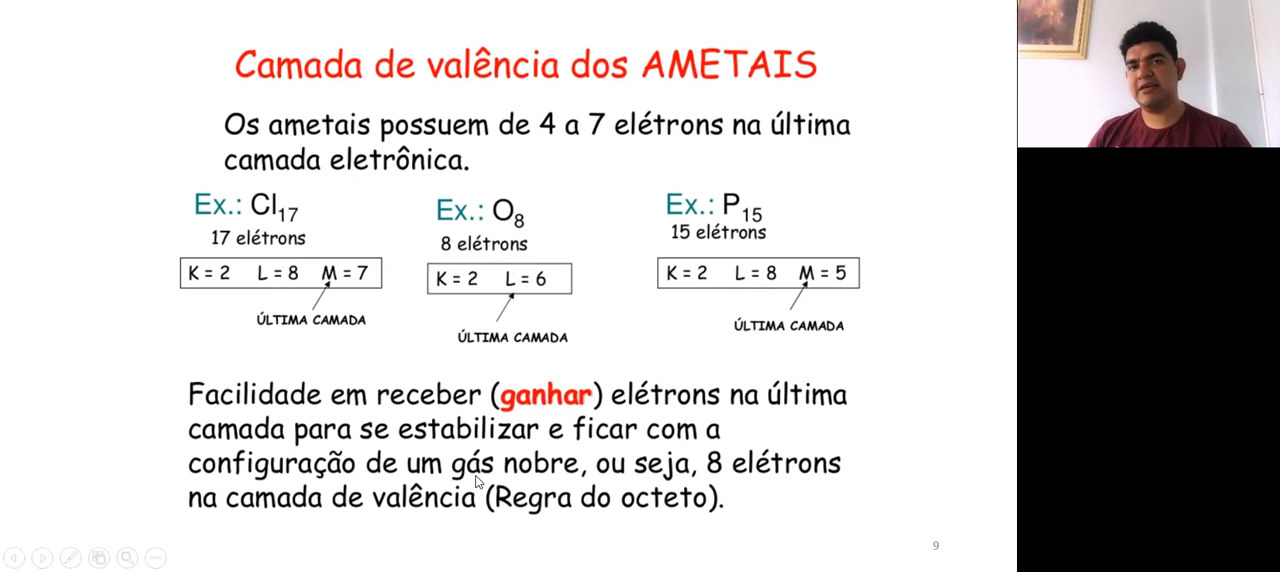 Camada de valência dos AMETAIS
Os ametais possuem de 4 a 7 elétrons na última
camada eletrônica.
Ex.: Cl17
17 elétrons
K = 2 L = 8 M = 7
ÚLTIMA CAMADA
Ex.: O8
8 elétrons
K = 2 L = 6
ÚLTIMA CAMADA
Ex.: P15
15 elétrons
K = 2 L = 8 M = 5
ÚLTIMA CAMADA
Facilidade em receber (ganhar) elétrons na última
camada para se estabilizar e ficar com a
configuração de um gás nobre, ou seja, 8 elétrons
na camada de valência (Regra do octeto).
9